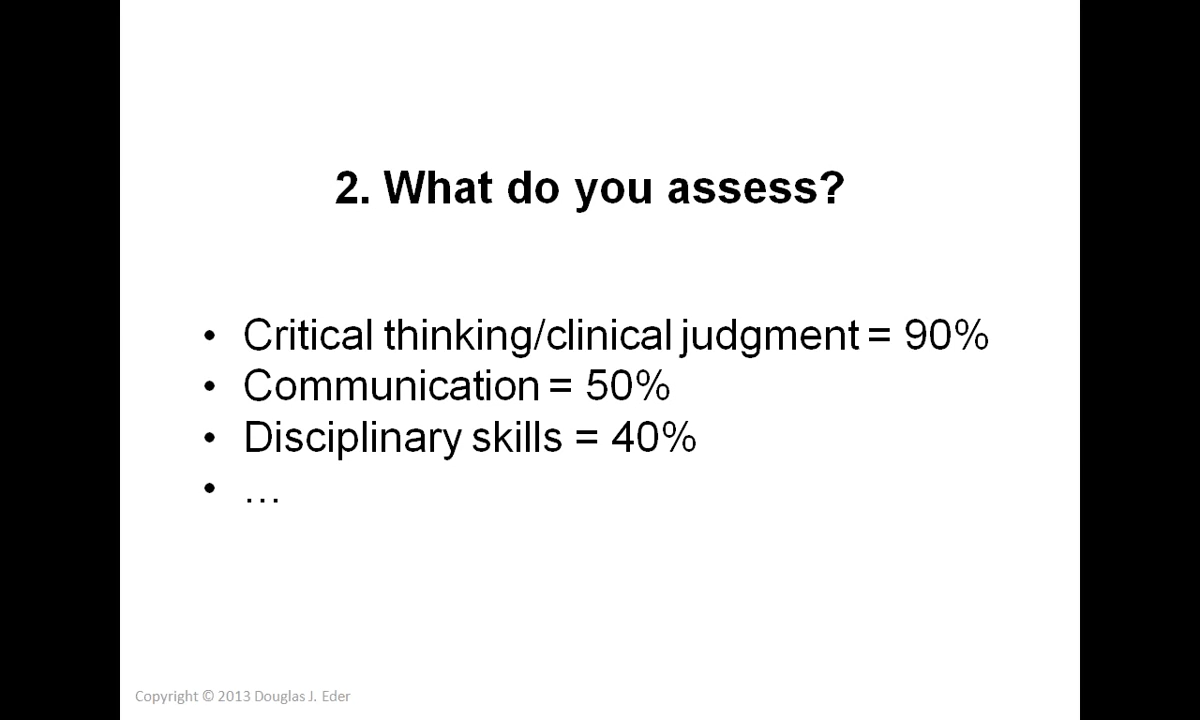 2. What do you assess?
• Critical thinking/clinical judgment = 90%
• Communication = 50%
• Disciplinary skills = 40%
• …
Copyright © 2013 Douglas J. Eder